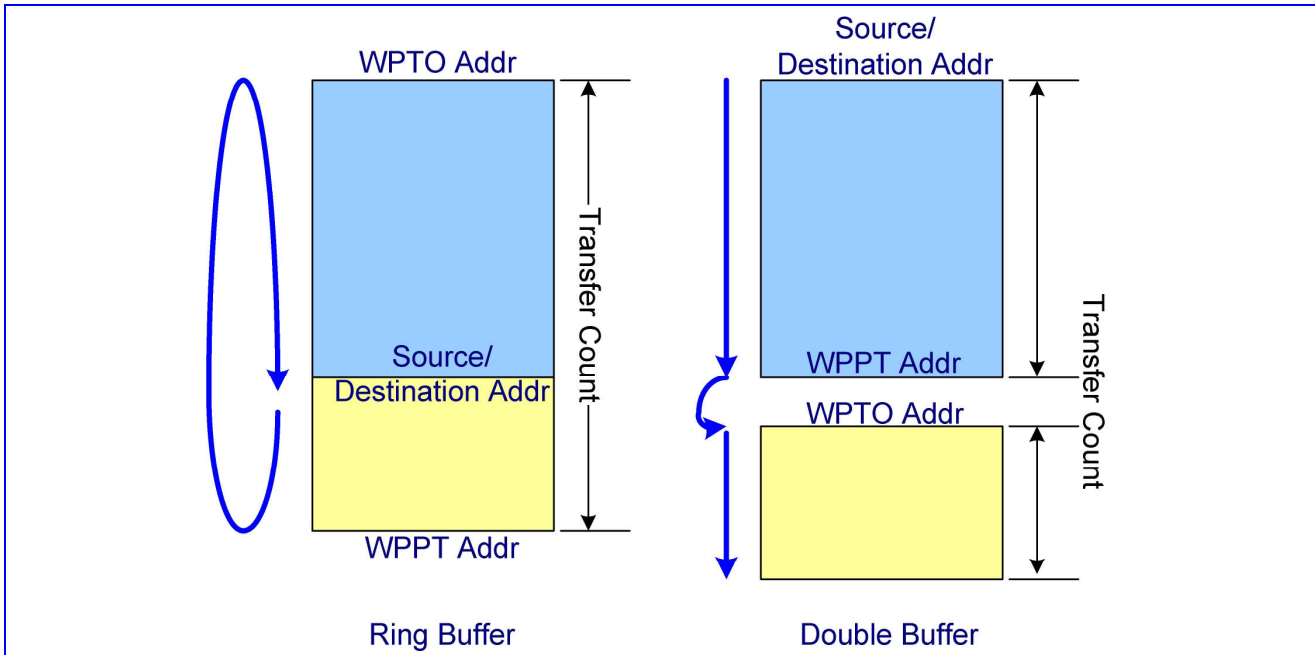 WPTO Addr
Transfer Count
Source/
Destination Addr
WPPT Addr
Ring Buffer
Source/
Destination Addr
WPPT Addr
WPTO Addr
Transfer Count
Double Buffer